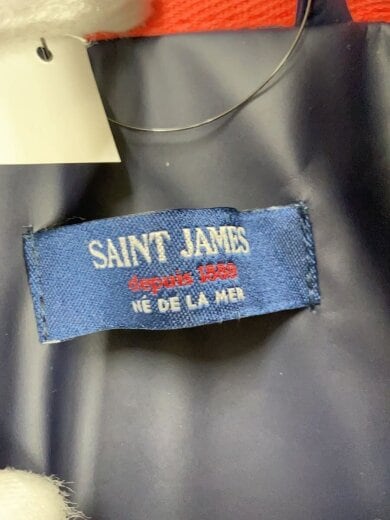 SAINT JAMES
depuis 1889
NÉ DE LA MER